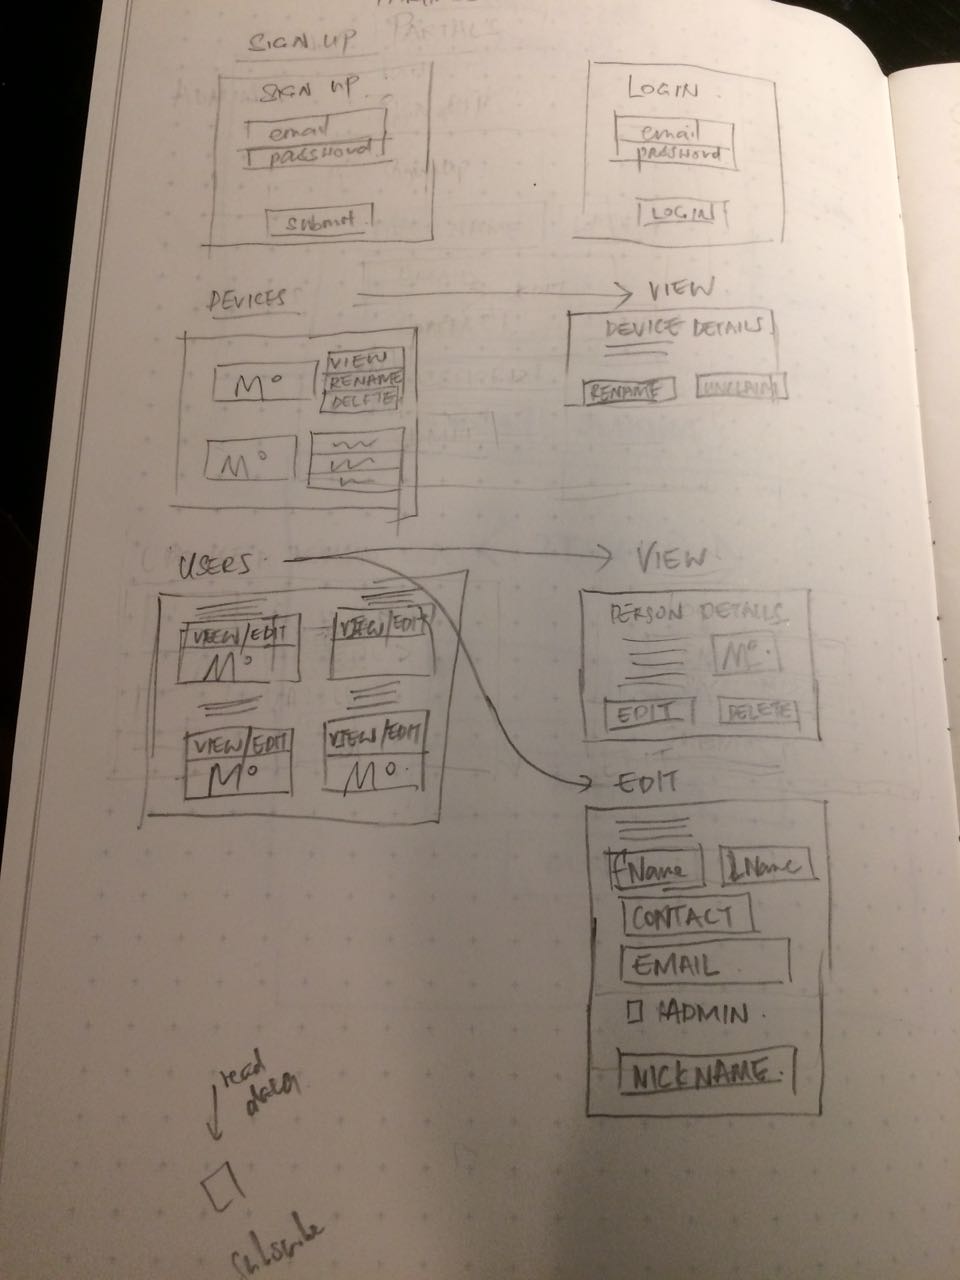 PARTIALS
SIGN UP
SIGN UP
email
password
submit
LOGIN
email
password
LOGIN
DEVICES
VIEW
M°
VIEW
RENAME
DELETE
M°
DEVICE DETAILS
RENAME
UNCLAIM
USERS
VIEW
VIEW/EDIT
M°
VIEW/EDIT
VIEW/EDIT
M°
VIEW/EDIT
M°
PERSON DETAILS
M°
EDIT
DELETE
EDIT
fName
LName
CONTACT
EMAIL
ADMIN
NICKNAME
read
data
subscribe